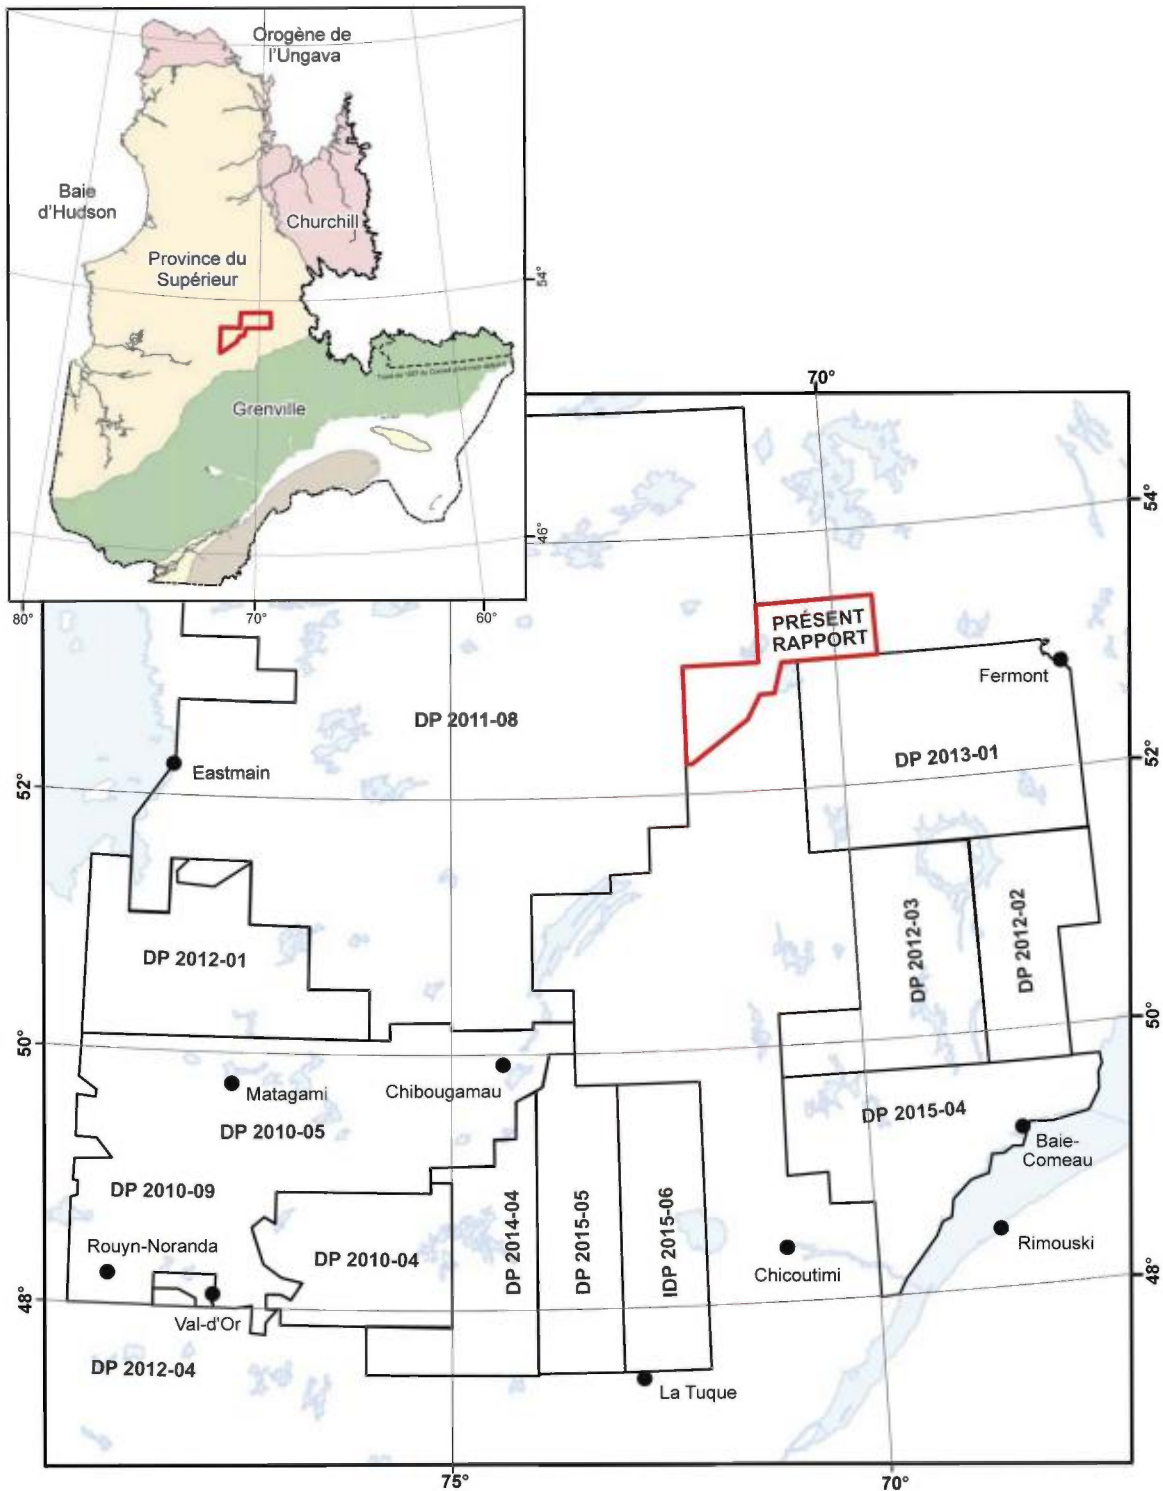 Orogène de
l'Ungava
Baie
d'Hudson
Churchill
Province du
Supérieur
54°
Grenville
46°
80°
70°
60°
70°
54°
PRÉSENT
RAPPORT
Fermont
DP 2011-08
DP 2013-01
Eastmain
52°
52°
DP 2012-03
DP 2012-02
DP 2012-01
50°
50°
Matagami
Chibougamau
DP 2010-05
DP 2015-04
Baie-
Comeau
DP 2010-09
DP 2014-04
DP 2015-05
IDP 2015-06
Rouyn-Noranda
DP 2010-04
Rimouski
Chicoutimi
48°
48°
Val-d'Or
DP 2012-04
La Tuque
75°
70°